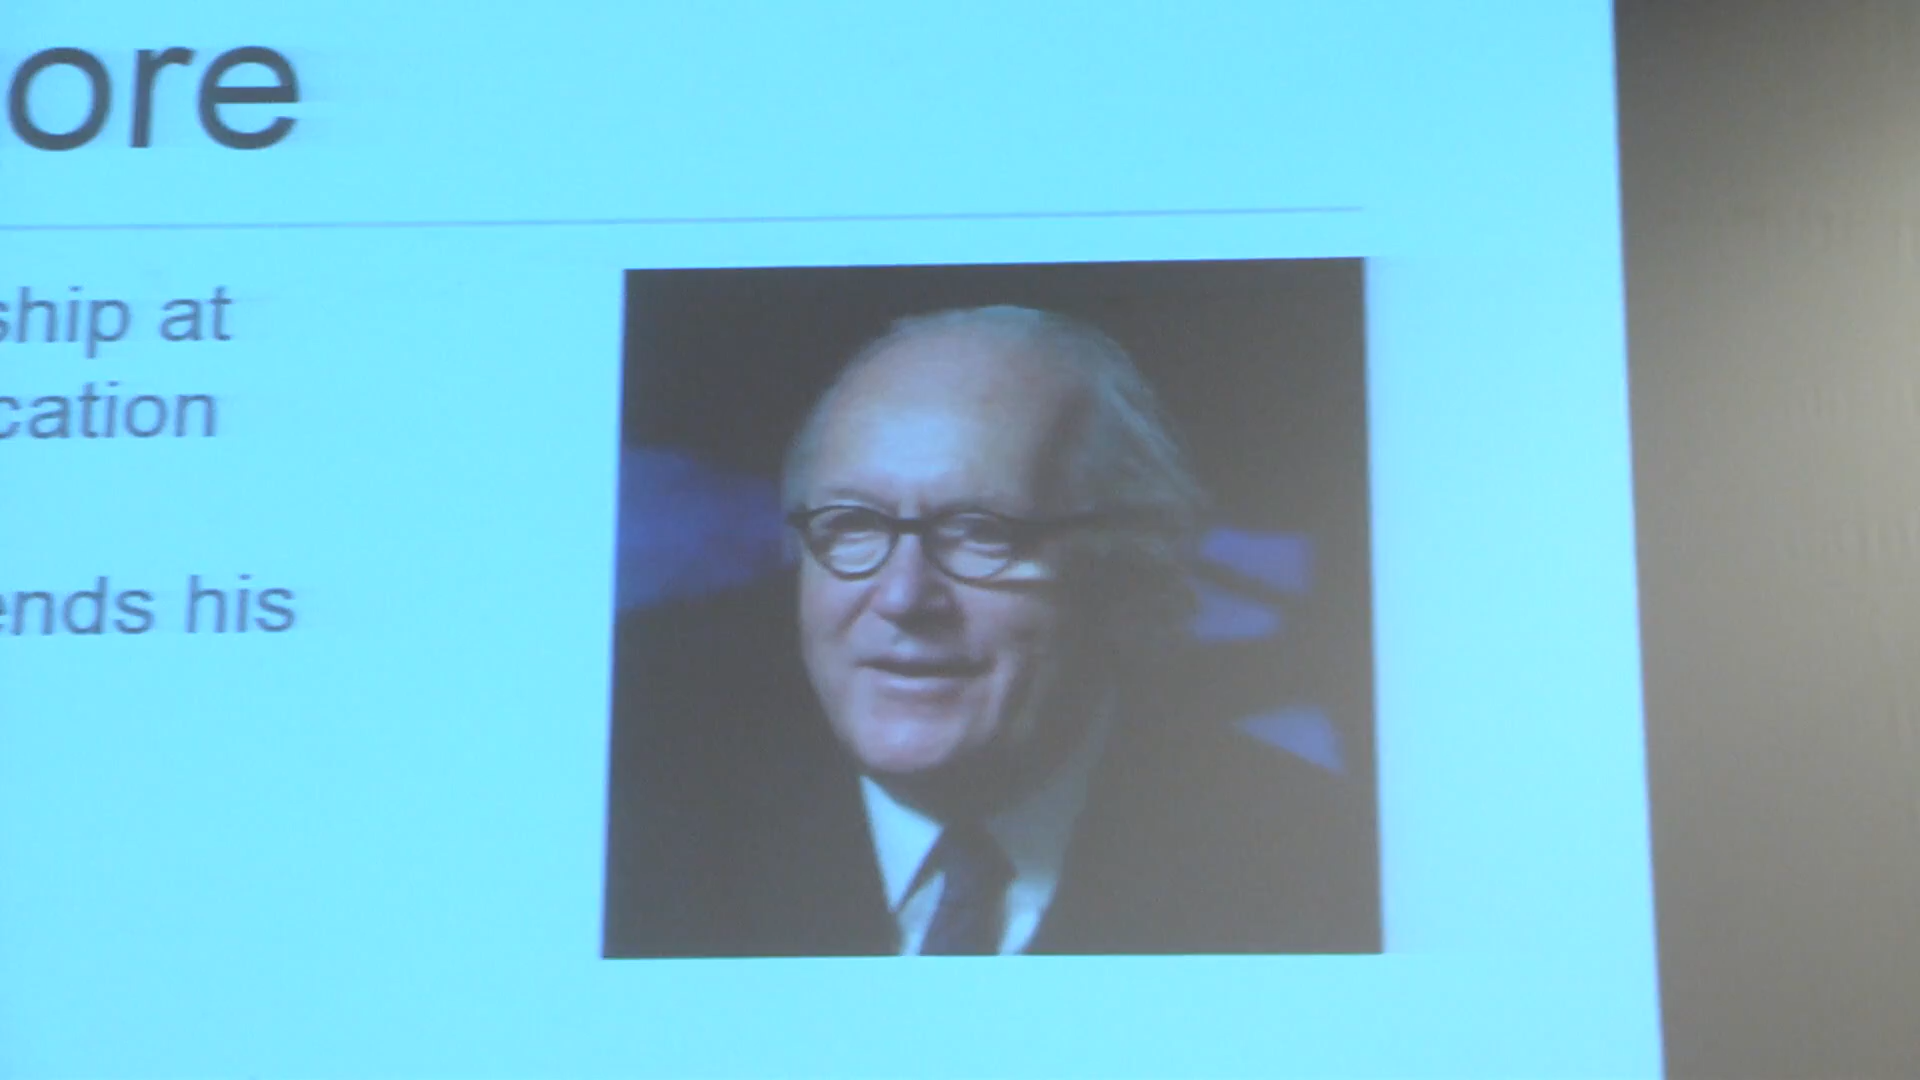 ore
ship at
cation
ends his